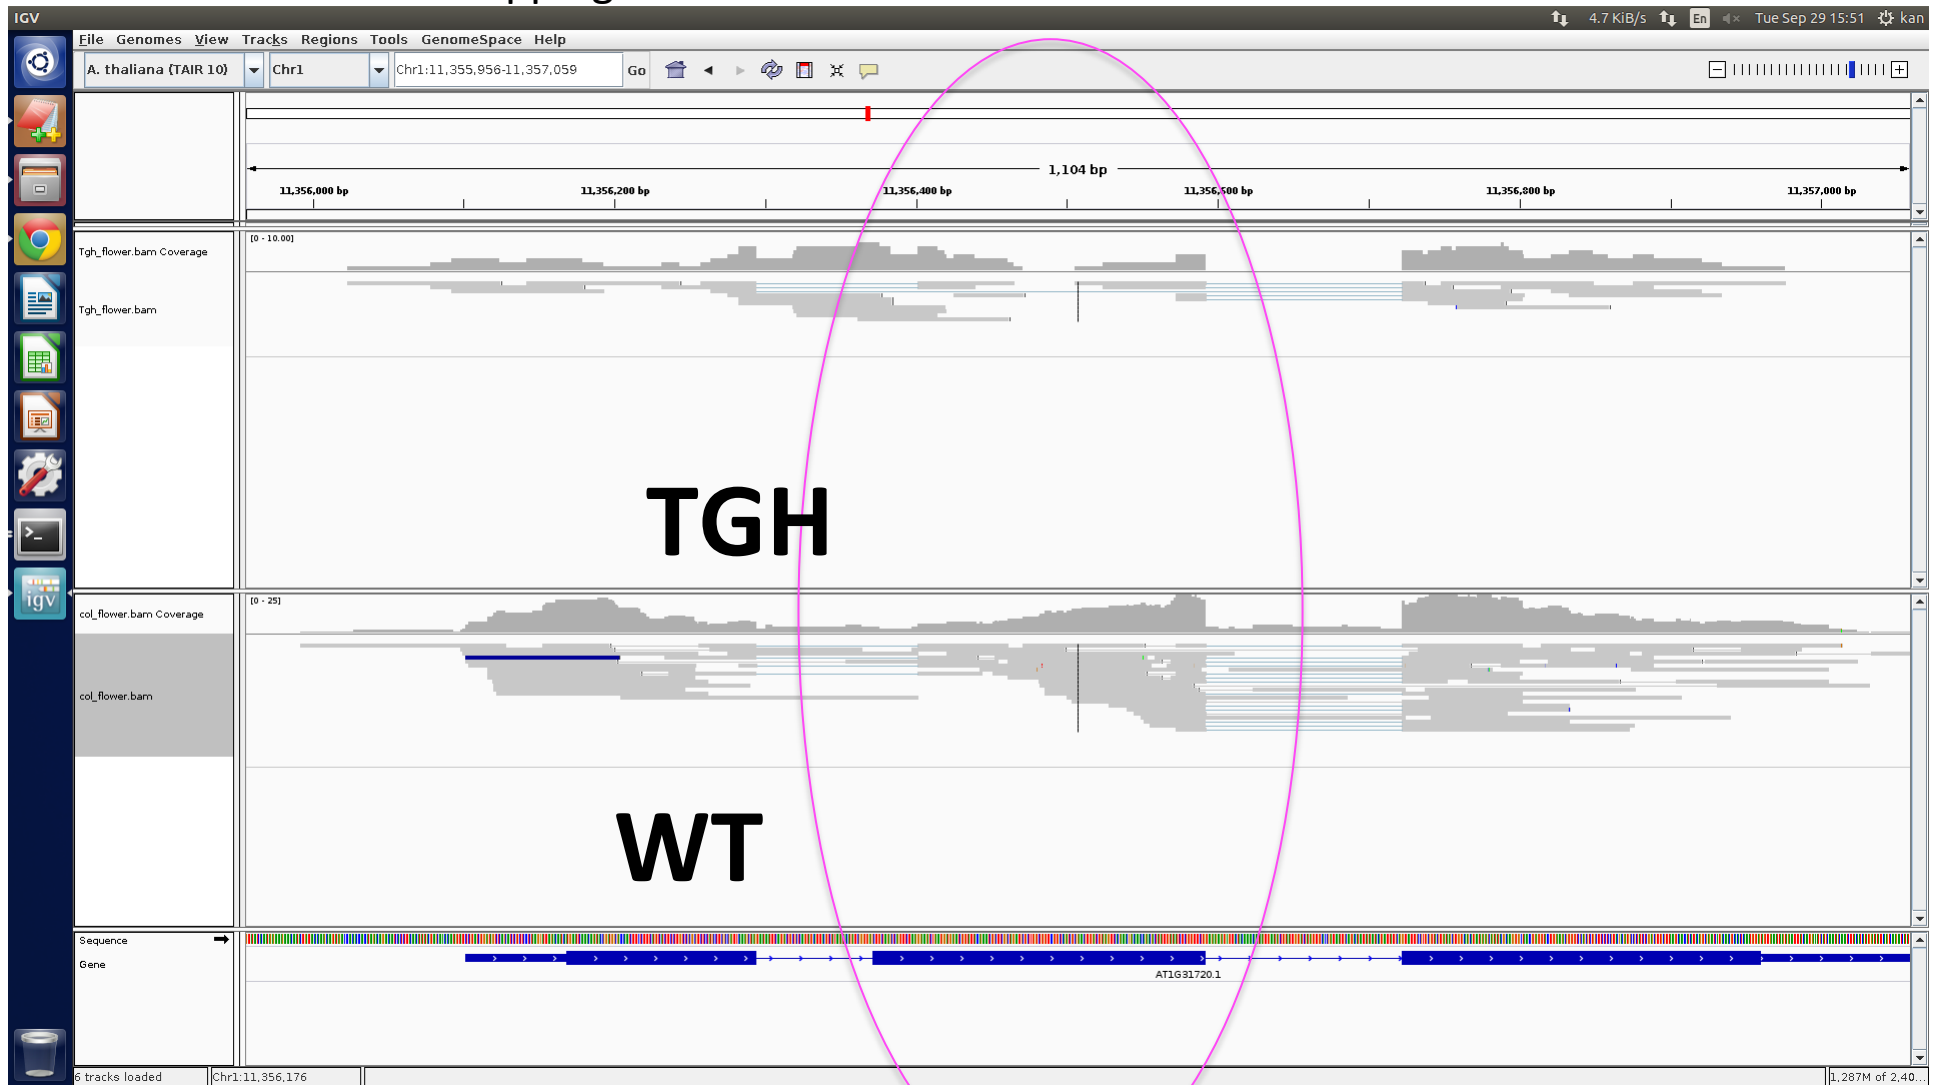 IGV
4.7 KiB/s En Tue Sep 29 15:51 kan
File Genomes View Tracks Regions Tools GenomeSpace Help
A. thaliana (TAIR 10) Chr1 Chr1:11,355,956-11,357,059 Go
1,104 bp
11,356,000 bp 11,356,200 bp 11,356,400 bp 11,356,600 bp 11,356,800 bp 11,357,000 bp
[0 - 10.00]
Tgh_flower.bam Coverage
Tgh_flower.bam
TGH
[0 - 25]
col_flower.bam Coverage
col_flower.bam
WT
Sequence
Gene
AT1G31720.1
igv
6 tracks loaded Chr1:11,356,176 1,287M of 2,40...